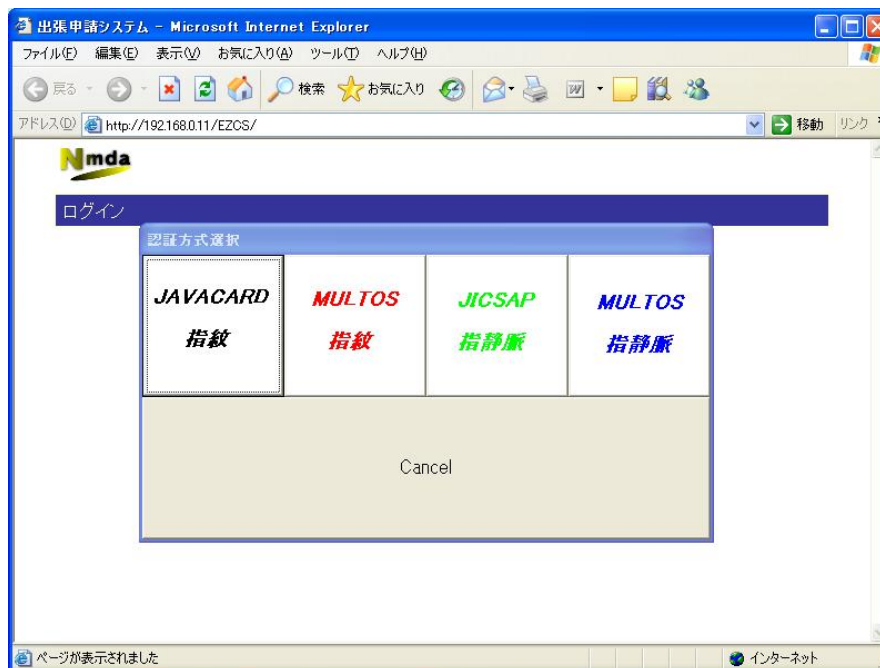 出張申請システム - Microsoft Internet Explorer
ファイル(F) 編集(E) 表示(V) お気に入り(A) ツール(T) ヘルプ(H)
戻る 検索 お気に入り
アドレス(D) http://192.168.0.11/EZCS/ 移動 リンク
Nmda
ログイン
認証方式選択
JAVACARD MULTOS JICSAP MULTOS
指紋 指紋 指静脈 指静脈
Cancel
ページが表示されました インターネット